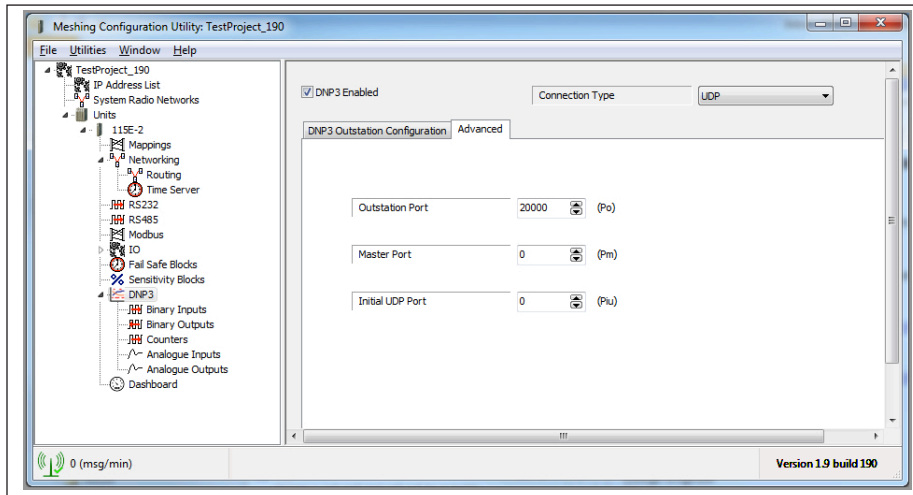 Meshing Configuration Utility: TestProject_190
File Utilities Window Help
TestProject_190
IP Address List
System Radio Networks
Units
115E-2
Mappings
Networking
Routing
Time Server
RS232
RS485
Modbus
IO
Fail Safe Blocks
Sensitivity Blocks
DNP3
Binary Inputs
Binary Outputs
Counters
Analogue Inputs
Analogue Outputs
Dashboard
DNP3 Enabled
Connection Type
UDP
DNP3 Outstation Configuration
Advanced
Outstation Port 20000 (Po)
Master Port 0 (Pm)
Initial UDP Port 0 (Piu)
0 (msg/min)
Version 1.9 build 190